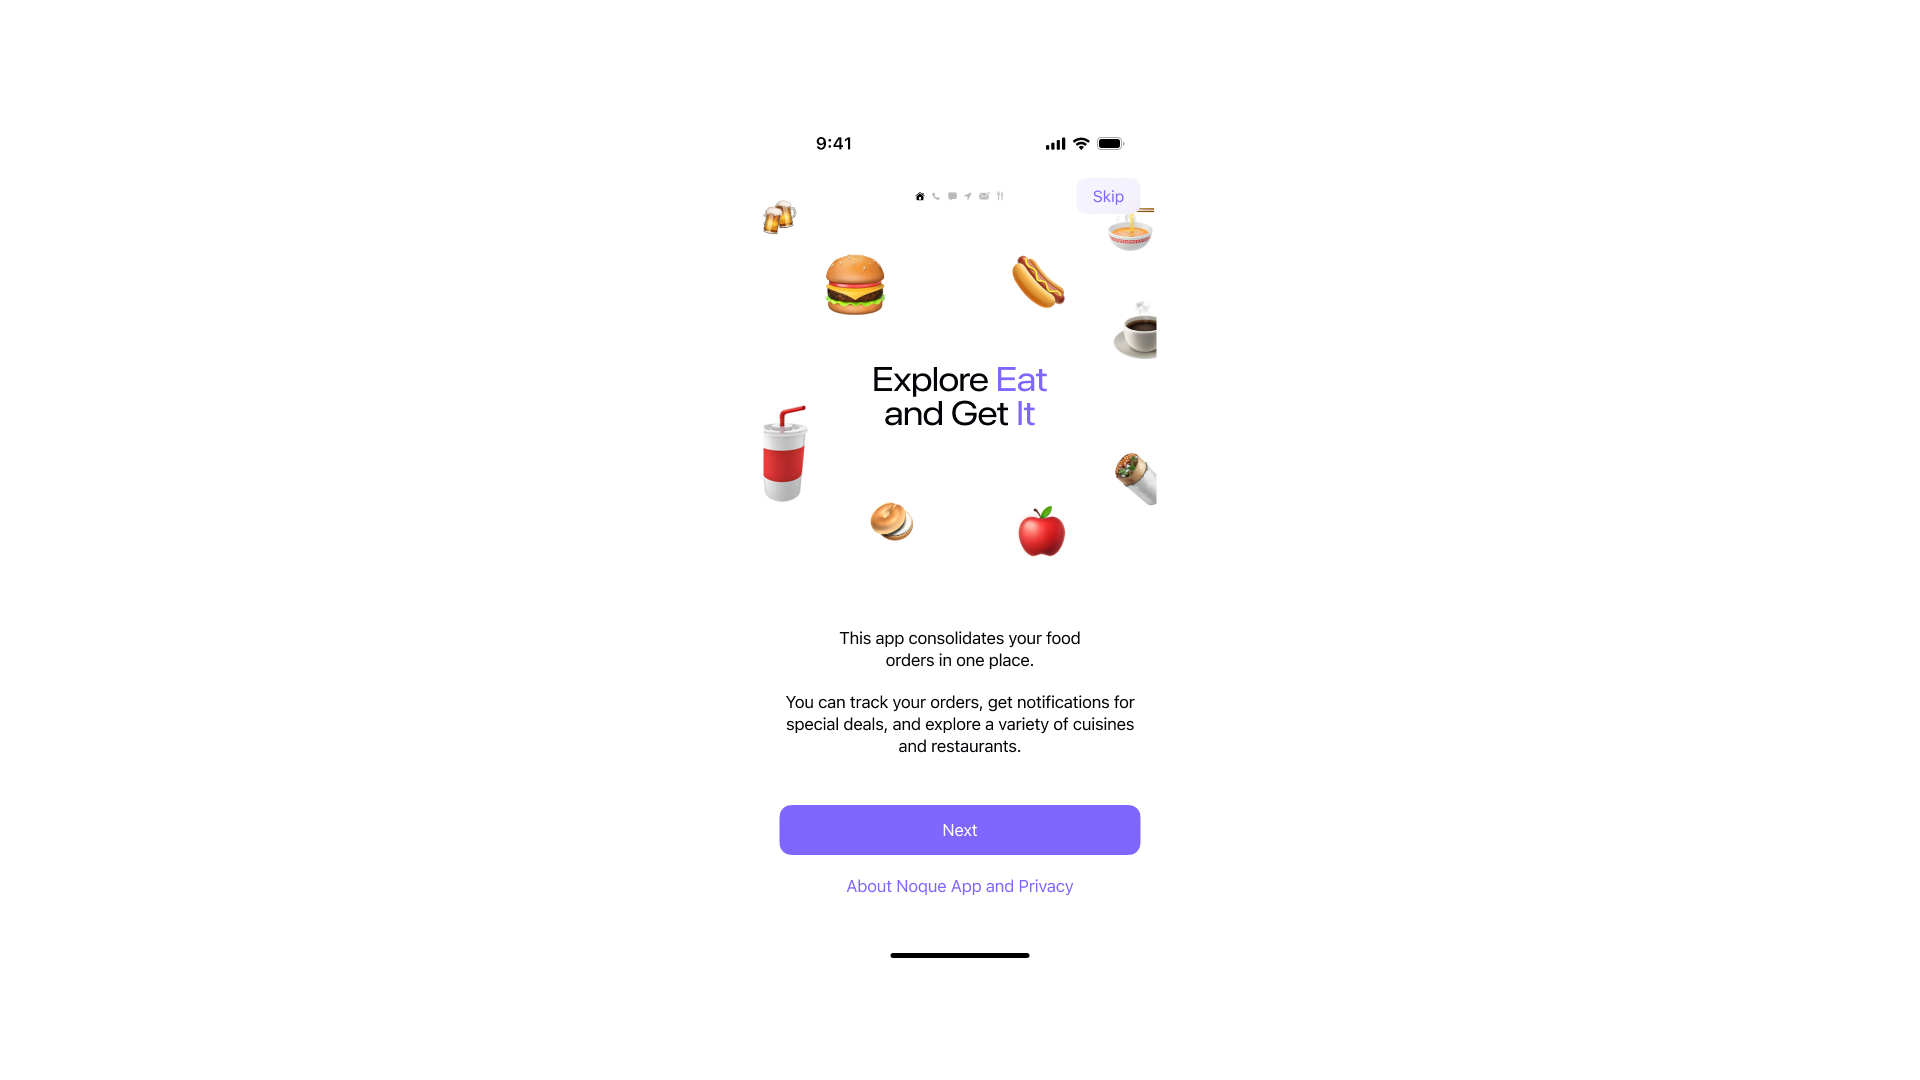 9:41
Skip
Explore Eat
and Get It
This app consolidates your food
orders in one place.
You can track your orders, get notifications for
special deals, and explore a variety of cuisines
and restaurants.
Next
About Noque App and Privacy